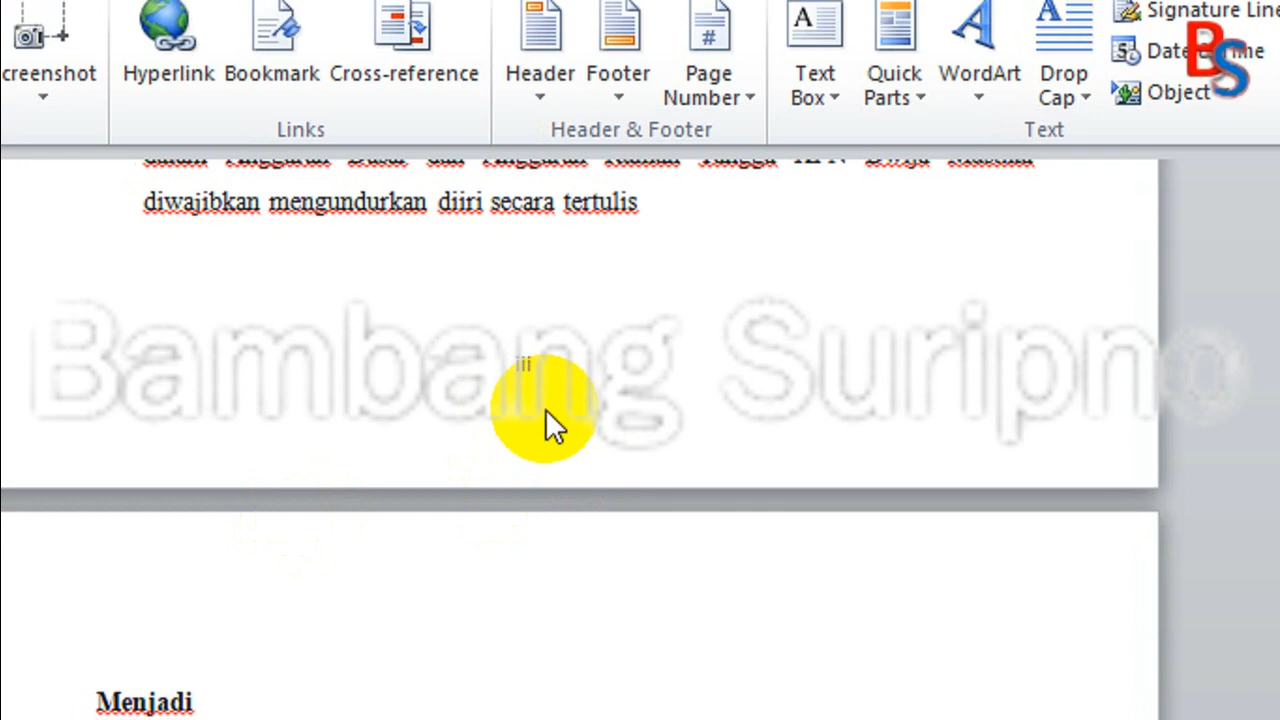 Signature Line
creenshot Hyperlink Bookmark Cross-reference Header Footer Page Number Text Box Quick Parts WordArt Drop Cap Date Time
Object
Links Header & Footer Text
BS
diwajibkan mengundurkan diiri secara tertulis
Bambang Suripno
iii
Menjadi